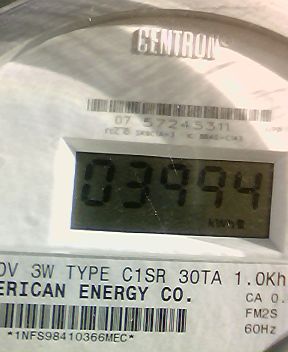 CENTRON
07 57245311
03994
kWh
0V 3W TYPE C1SR 30TA 1.0Kh
ERICAN ENERGY CO.
CA 0.
FM2S
60Hz
*1NFS98410366MEC*